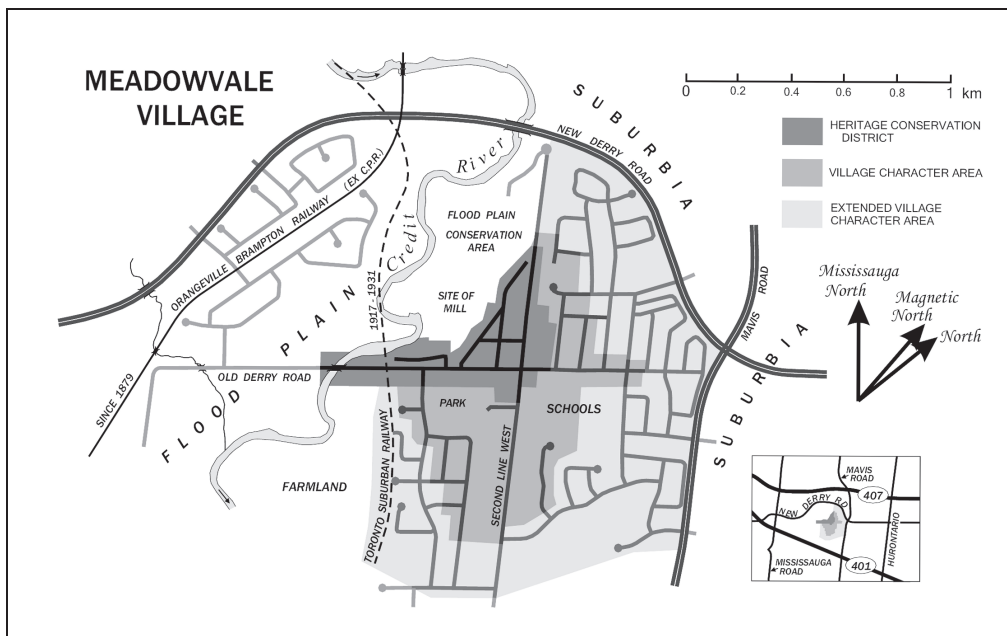 MEADOWVALE
VILLAGE
0
0.2
0.4
0.6
0.8
1 km
HERITAGE CONSERVATION
DISTRICT
VILLAGE CHARACTER AREA
EXTENDED VILLAGE
CHARACTER AREA
SUBURBIA
NEW DERRY ROAD
River
Credit
ORANGEVILLE BRAMPTON RAILWAY (EX C.P.R.)
SINCE 1879
FLOOD PLAIN
CONSERVATION
AREA
SITE OF
MILL
1917 - 1931
FLOOD PLAIN
OLD DERRY ROAD
PARK
SCHOOLS
FARMLAND
TORONTO SUBURBAN RAILWAY
SECOND LINE WEST
MAVIS
ROAD
SUBURBIA
Mississauga
North
Magnetic
North
North
MAVIS
ROAD
407
NEW DERRY RD
HURONTARIO
401
MISSISSAUGA
ROAD